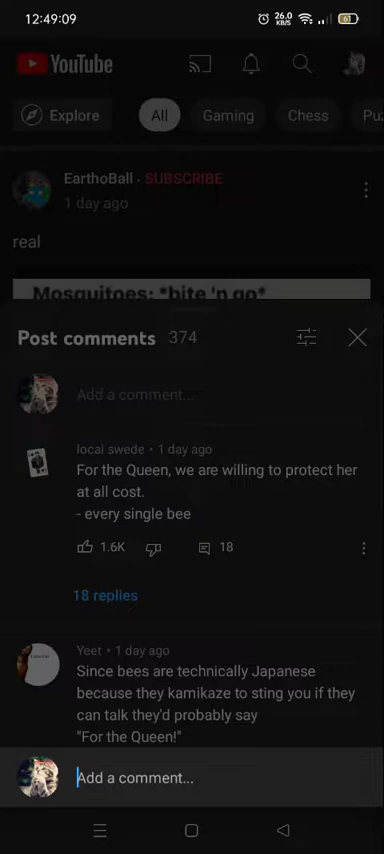 12:49:09
26.0
KB/S
61
YouTube
Explore
All
Gaming
Chess
Puz
EarthoBall · SUBSCRIBE
1 day ago
real
Mosquitoes: *bite 'n go*
Post comments 374
Add a comment...
local swede • 1 day ago
For the Queen, we are willing to protect her
at all cost.
- every single bee
1.6K
18
18 replies
Yeet • 1 day ago
Since bees are technically Japanese
because they kamikaze to sting you if they
can talk they'd probably say
"For the Queen!"
Add a comment...